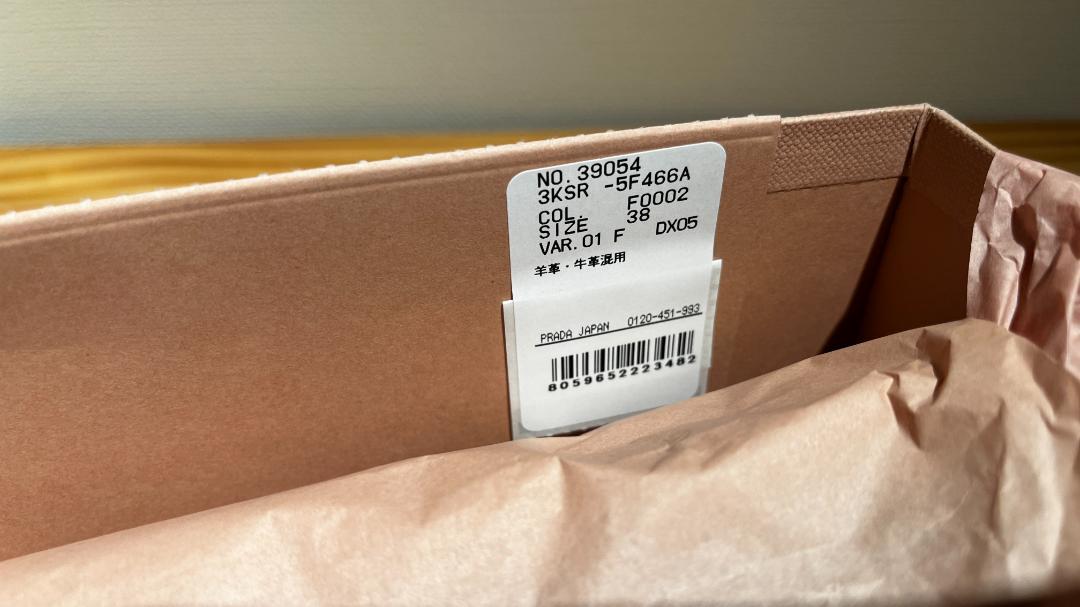 NO.39054
3KSR -5F466A
COL. F0002
SIZE 38
VAR.01 F DX05
羊革・牛革混用
PRADA JAPAN 0120-451-993
8059652223482